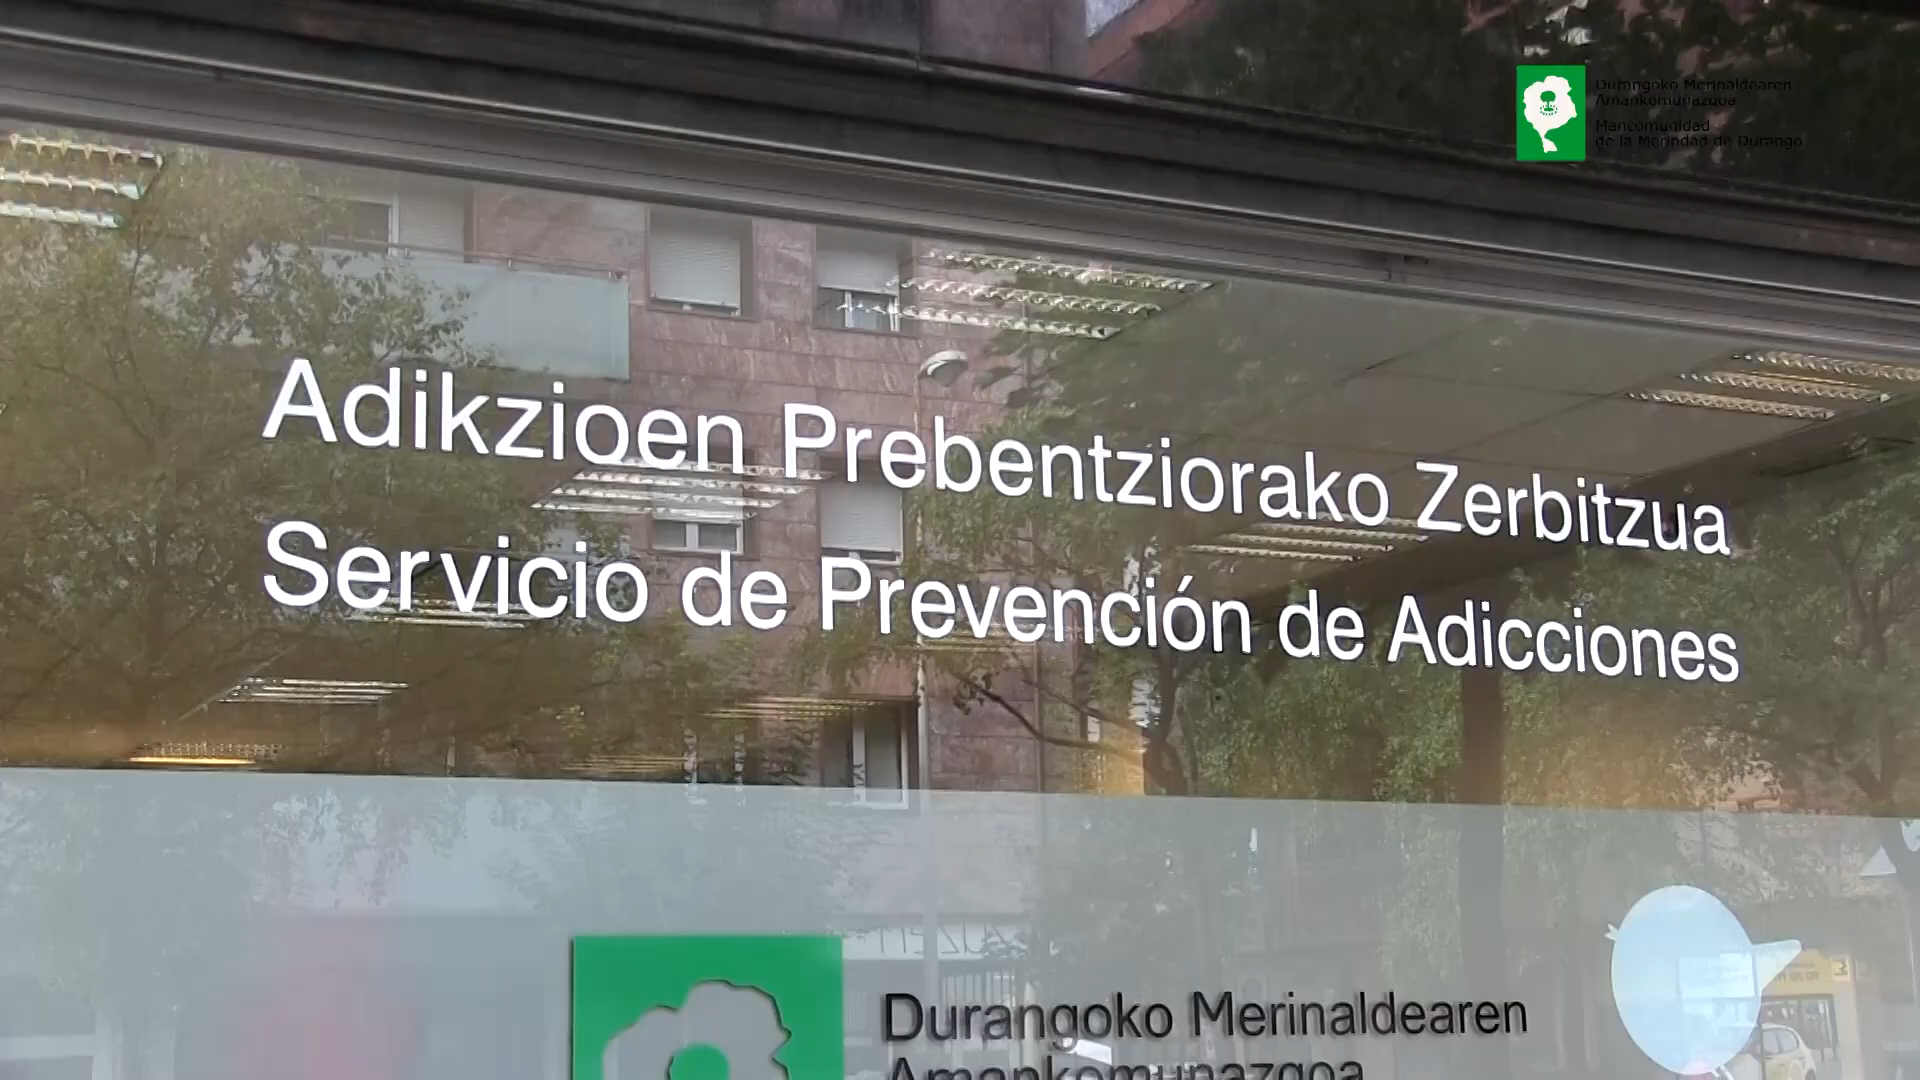 Durangoko Merinaldearen
Amankomunazgoa
Mancomunidad
de la Merindad de Durango
Adikzioen Prebentziorako Zerbitzua
Servicio de Prevención de Adicciones
Durangoko Merinaldearen
Amankomunazgoa